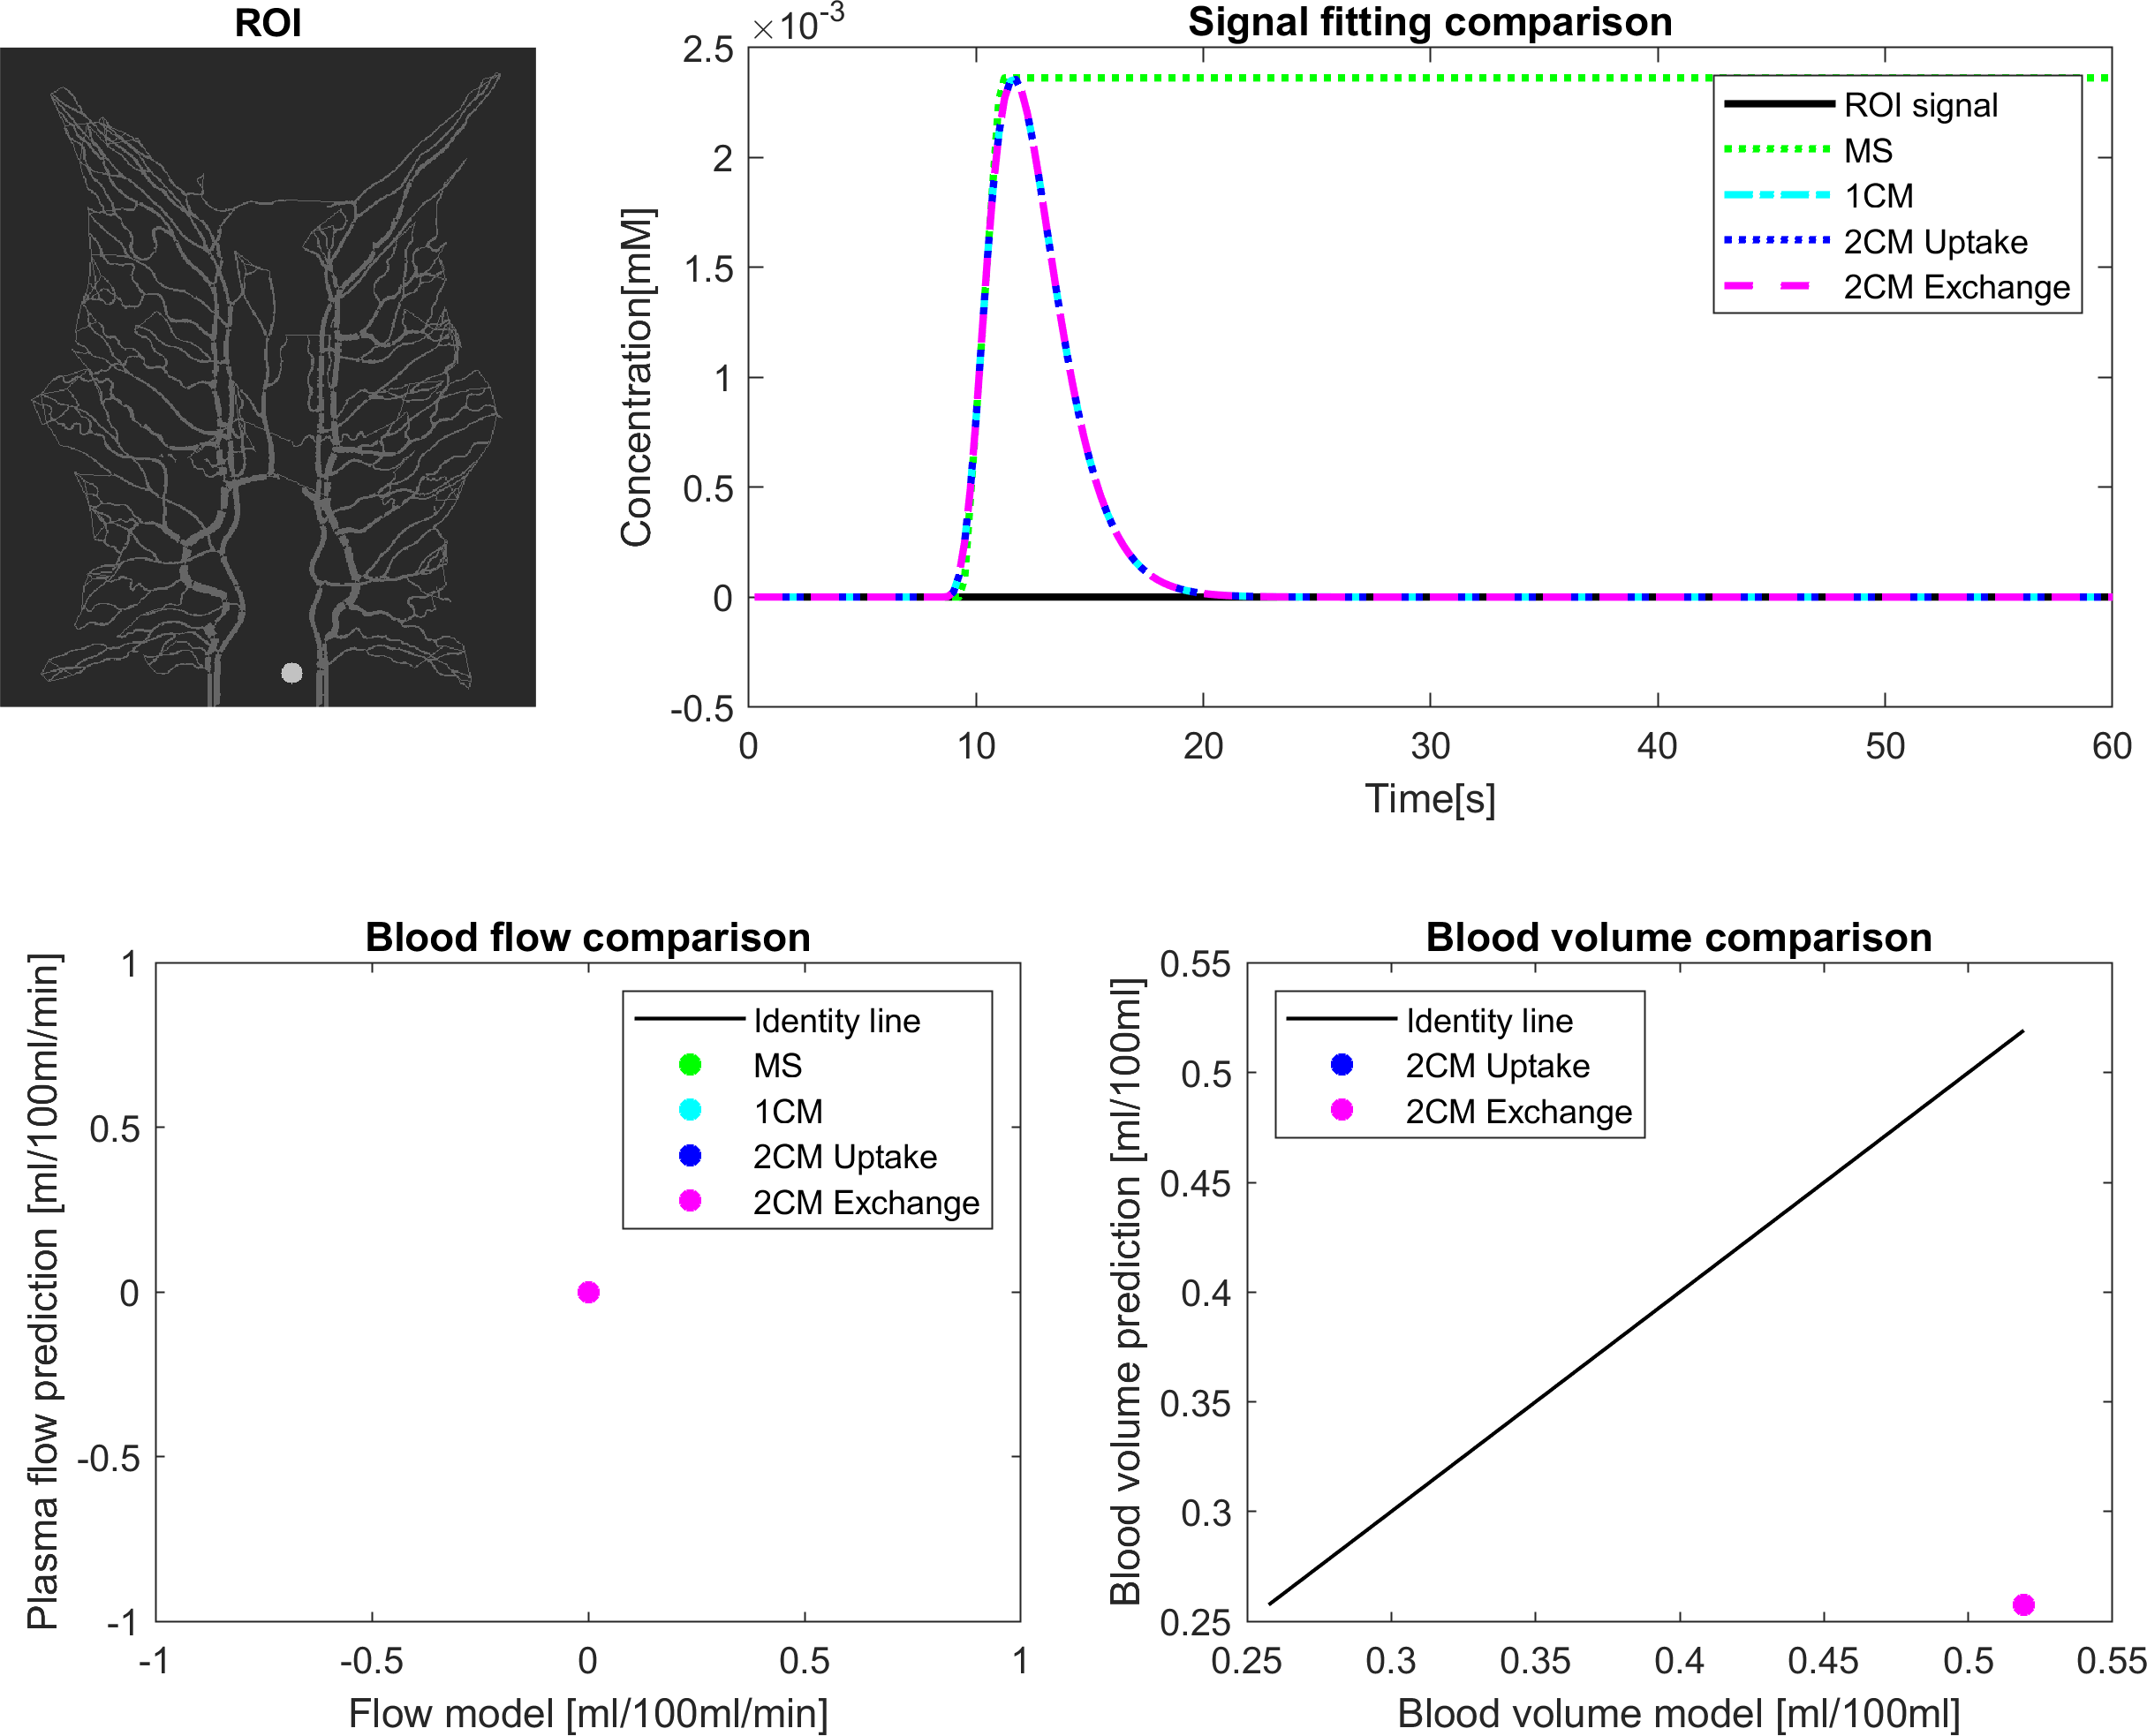 ROI
Signal fitting comparison
×10-3
2.5
2
1.5
1
0.5
0
-0.5
Concentration[mM]
0 10 20 30 40 50 60
Time[s]
ROI signal
MS
1CM
2CM Uptake
2CM Exchange
Blood flow comparison
1
0.5
0
-0.5
-1
Plasma flow prediction [ml/100ml/min]
-1 -0.5 0 0.5 1
Flow model [ml/100ml/min]
Identity line
MS
1CM
2CM Uptake
2CM Exchange
Blood volume comparison
0.55
0.5
0.45
0.4
0.35
0.3
0.25
Blood volume prediction [ml/100ml]
0.25 0.3 0.35 0.4 0.45 0.5 0.55
Blood volume model [ml/100ml]
Identity line
2CM Uptake
2CM Exchange